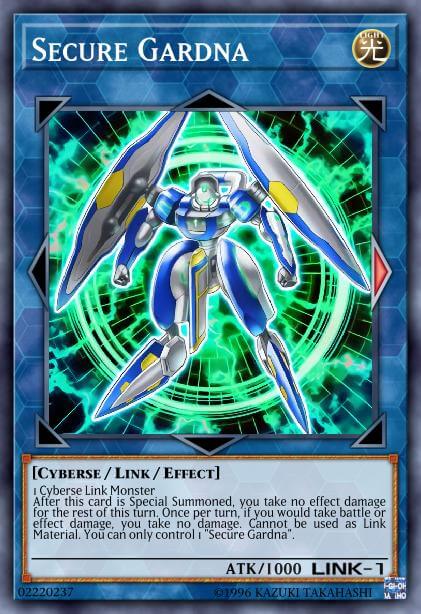 SECURE GARDNA
LIGHT
光
[CYBERSE / LINK / EFFECT]
1 Cyberse Link Monster
After this card is Special Summoned, you take no effect damage
for the rest of this turn. Once per turn, if you would take battle or
effect damage, you take no damage. Cannot be used as Link
Material. You can only control 1 "Secure Gardna".
ATK/1000 LINK-1
02220237
©1996 KAZUKI TAKAHASHI